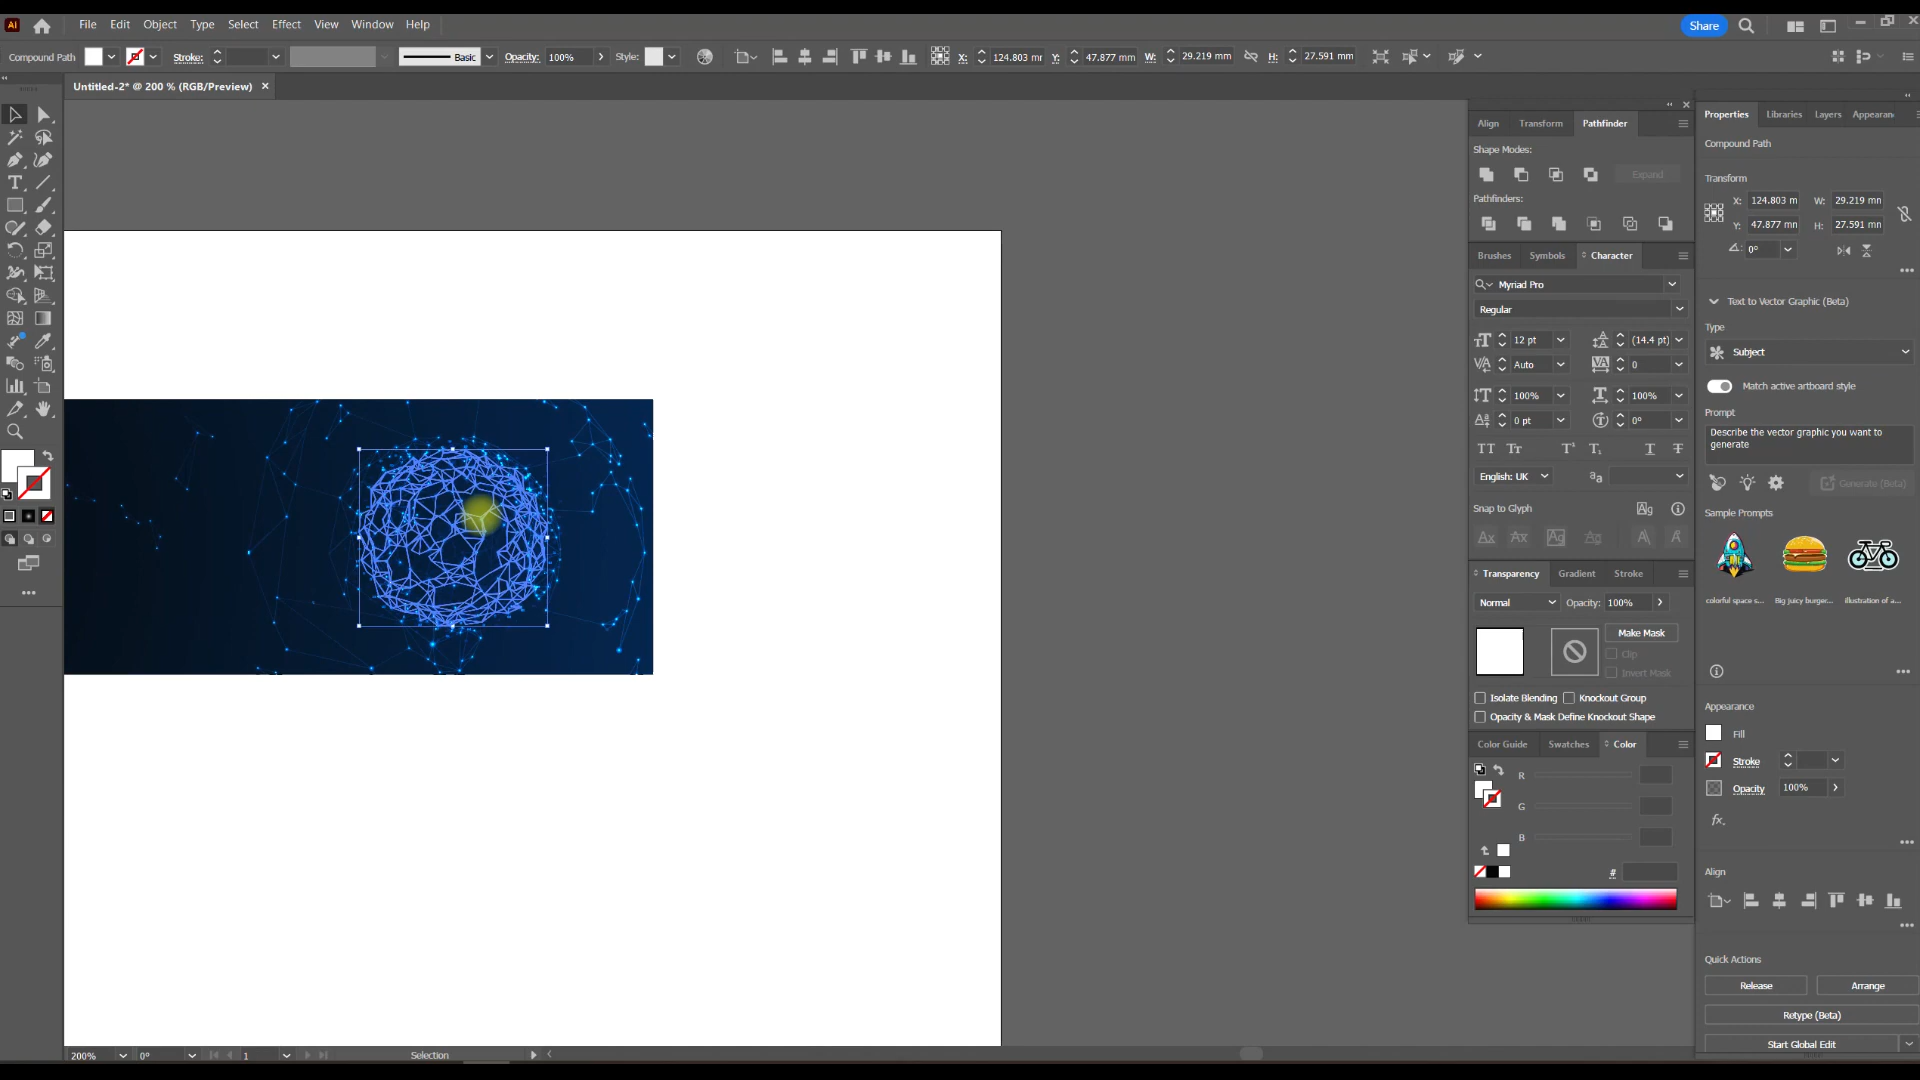 Ai File Edit Object Type Select Effect View Window Help Share
Compound Path Stroke: Basic Opacity: 100% Style: X: 124.803 mr Y: 47.877 mm W: 29.219 mm H: 27.591 mm
Untitled-2* @ 200 % (RGB/Preview) ×
Align Transform Pathfinder
Shape Modes:
Expand
Pathfinders:
Brushes Symbols Character
Myriad Pro
Regular
12 pt (14.4 pt)
Auto 0
100% 100%
0 pt 0°
TT Tr T¹ T₁ T T
English: UK aa
Snap to Glyph
Transparency Gradient Stroke
Normal Opacity: 100%
Make Mask
Clip
Invert Mask
Isolate Blending Knockout Group
Opacity & Mask Define Knockout Shape
Color Guide Swatches Color
R
G
B
#
Properties Libraries Layers Appearan
Compound Path
Transform
X: 124.803 m W: 29.219 mn
Y: 47.877 mn H: 27.591 mn
0°
Text to Vector Graphic (Beta)
Type
Subject
Match active artboard style
Prompt
Describe the vector graphic you want to
generate
Generate (Beta)
Sample Prompts
colorful space s... Big juicy burger... illustration of a...
Appearance
Fill
Stroke
Opacity 100%
fx.
Align
Quick Actions
Release Arrange
Retype (Beta)
Start Global Edit
200% 0° 1 Selection